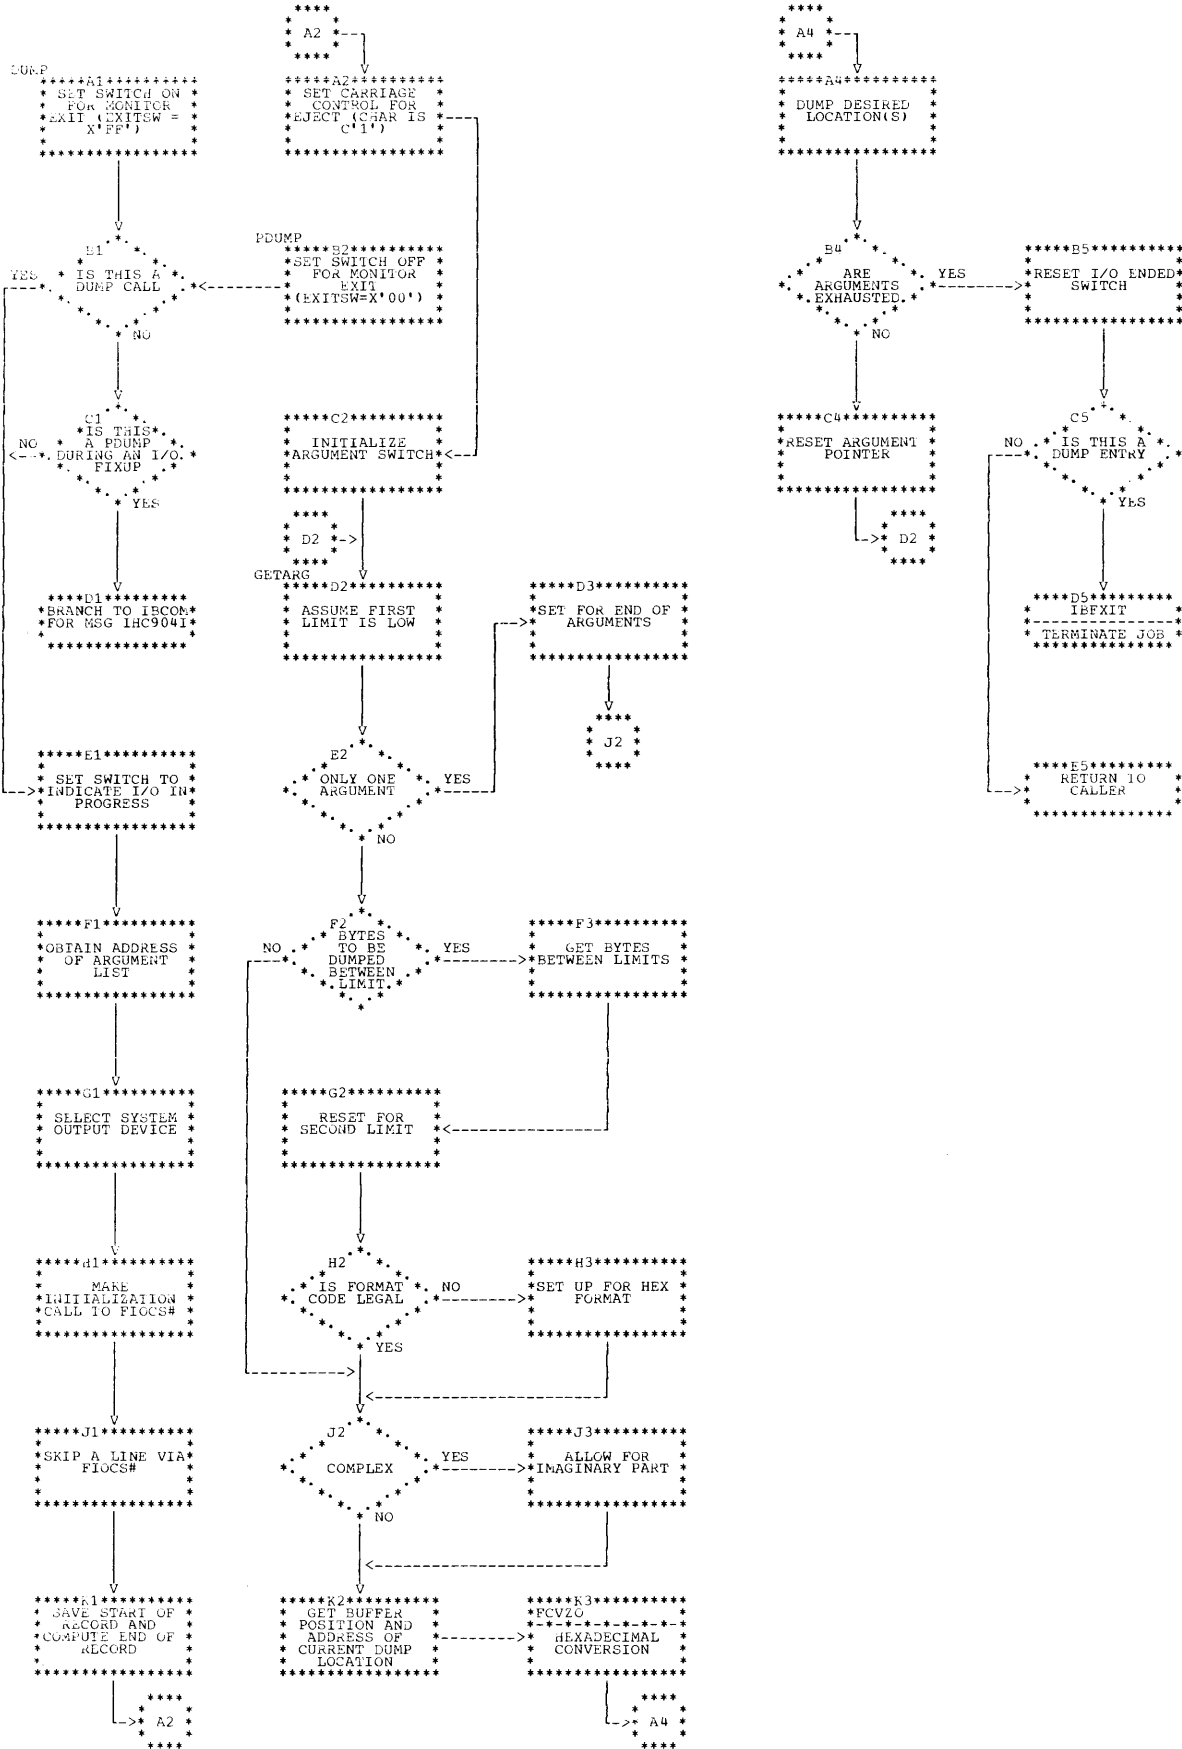 A2
A4
DUMP
A1
SET SWITCH ON
FOR MONITOR
EXIT (EXITSW =
X'FF')
A2
SET CARRIAGE
CONTROL FOR
EJECT (CHAR IS
C'1')
A4
DUMP DESIRED
LOCATION(S)
B1
IS THIS A
DUMP CALL
YES
NO
PDUMP
B2
SET SWITCH OFF
FOR MONITOR
EXIT
(EXITSW=X'00')
B4
ARE
ARGUMENTS
EXHAUSTED
YES
NO
B5
RESET I/O ENDED
SWITCH
C1
IS THIS
A PDUMP
DURING AN I/O
FIXUP
NO
YES
C2
INITIALIZE
ARGUMENT SWITCH
C4
RESET ARGUMENT
POINTER
C5
IS THIS A
DUMP ENTRY
NO
YES
D2
D2
D1
BRANCH TO IBCOM
FOR MSG IHC904I
GETARG
D2
ASSUME FIRST
LIMIT IS LOW
D3
SET FOR END OF
ARGUMENTS
D5
IBFXIT
TERMINATE JOB
J2
E1
SET SWITCH TO
INDICATE I/O IN
PROGRESS
E2
ONLY ONE
ARGUMENT
YES
NO
E5
RETURN TO
CALLER
F1
OBTAIN ADDRESS
OF ARGUMENT
LIST
F2
BYTES
TO BE
DUMPED
BETWEEN
LIMIT
NO
YES
F3
GET BYTES
BETWEEN LIMITS
G1
SELECT SYSTEM
OUTPUT DEVICE
G2
RESET FOR
SECOND LIMIT
H1
MAKE
INITIALIZATION
CALL TO FIOCS#
H2
IS FORMAT
CODE LEGAL
NO
YES
H3
SET UP FOR HEX
FORMAT
J1
SKIP A LINE VIA
FIOCS#
J2
COMPLEX
YES
NO
J3
ALLOW FOR
IMAGINARY PART
K1
SAVE START OF
RECORD AND
COMPUTE END OF
RECORD
K2
GET BUFFER
POSITION AND
ADDRESS OF
CURRENT DUMP
LOCATION
K3
FCVZO
HEXADECIMAL
CONVERSION
A2
A4